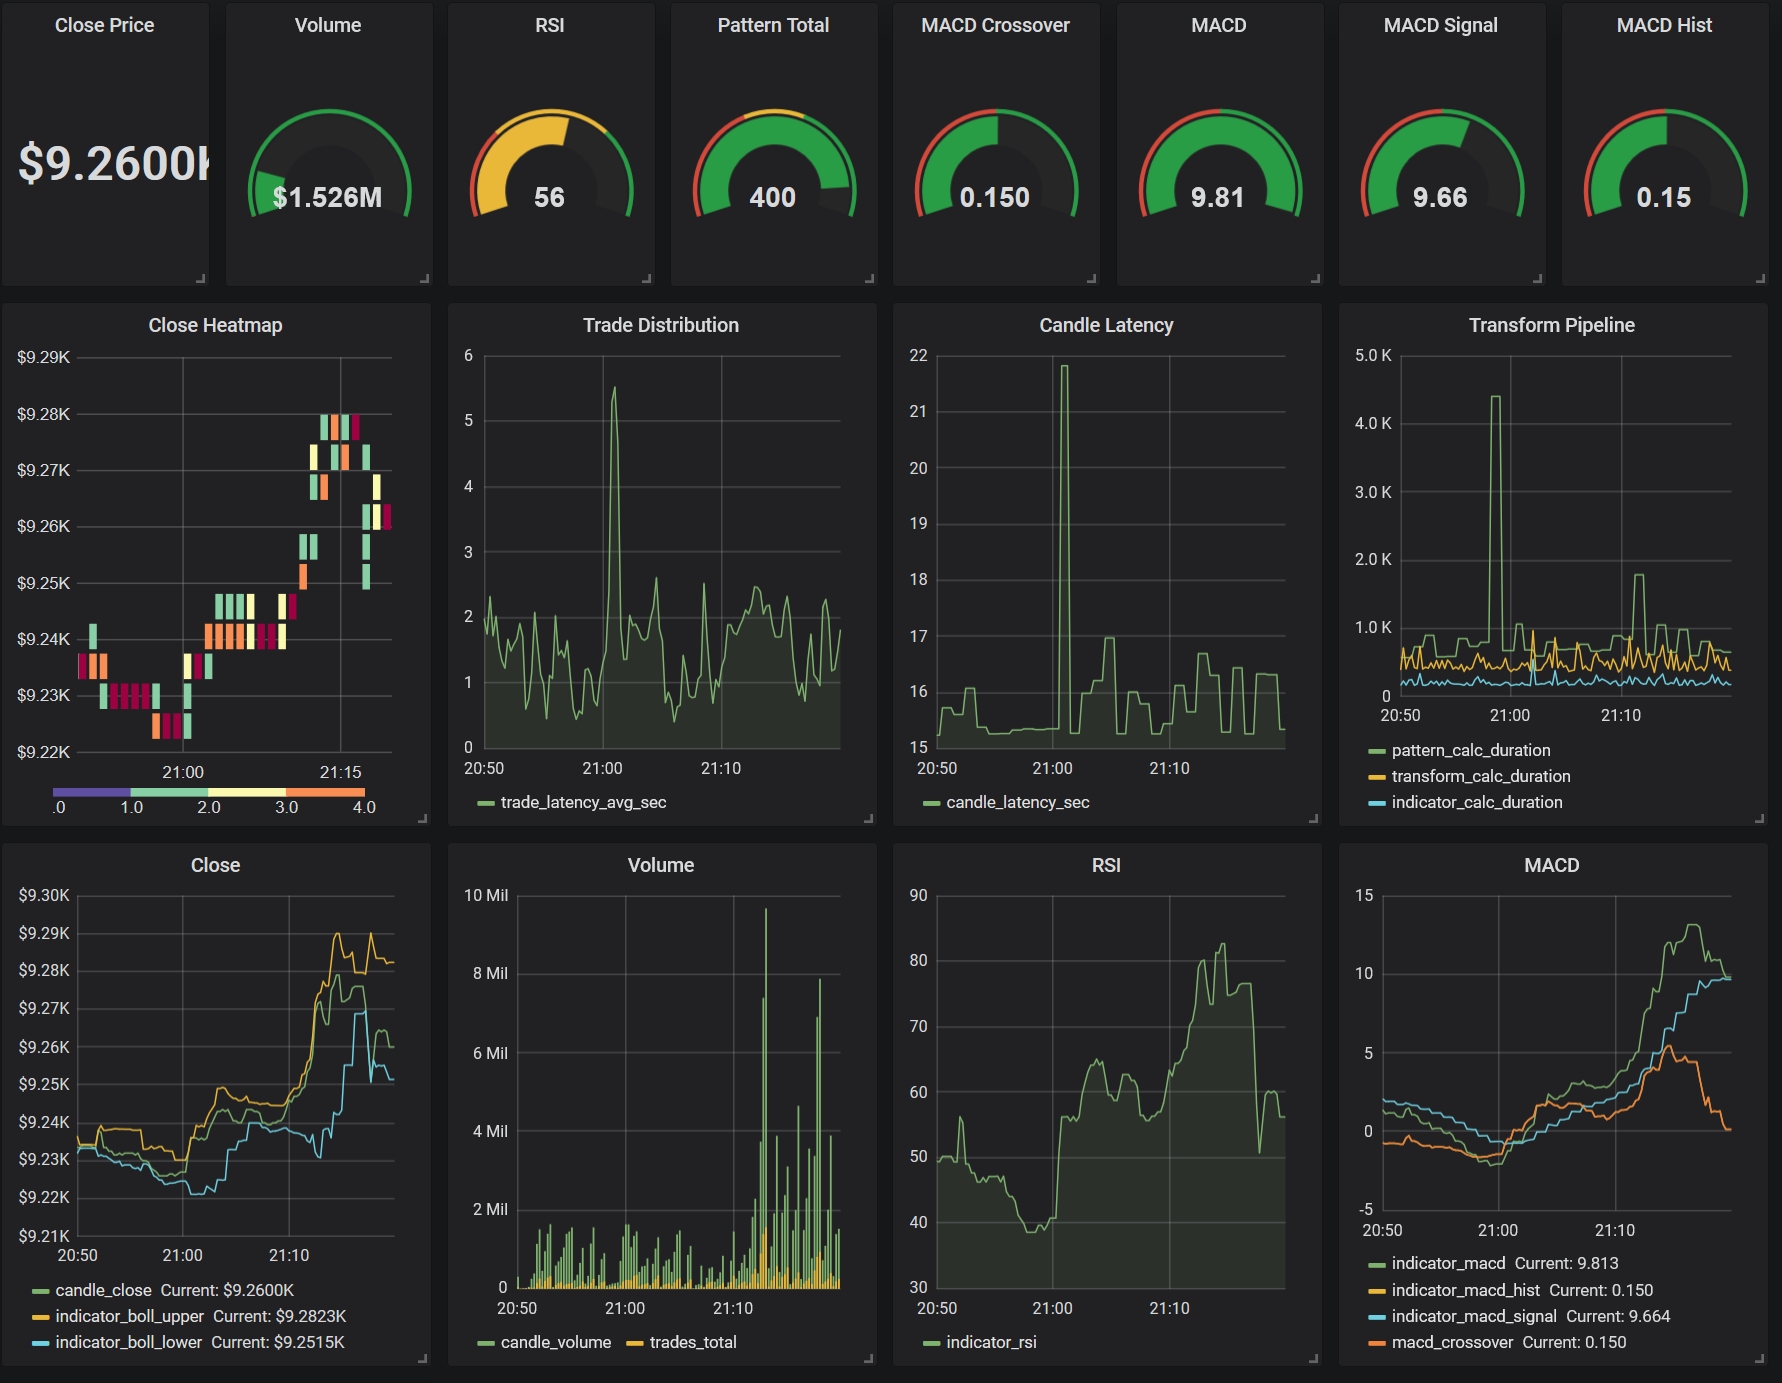 Close Price
Volume
RSI
Pattern Total
MACD Crossover
MACD
MACD Signal
MACD Hist
$9.2600K
$1.526M
56
400
0.150
9.81
9.66
0.15
Close Heatmap
$9.29K
$9.28K
$9.27K
$9.26K
$9.25K
$9.24K
$9.23K
$9.22K
21:00 21:15
.0 1.0 2.0 3.0 4.0
Trade Distribution
6
5
4
3
2
1
0
20:50 21:00 21:10
trade_latency_avg_sec
Candle Latency
22
21
20
19
18
17
16
15
20:50 21:00 21:10
candle_latency_sec
Transform Pipeline
5.0 K
4.0 K
3.0 K
2.0 K
1.0 K
0
20:50 21:00 21:10
pattern_calc_duration
transform_calc_duration
indicator_calc_duration
Close
$9.30K
$9.29K
$9.28K
$9.27K
$9.26K
$9.25K
$9.24K
$9.23K
$9.22K
$9.21K
20:50 21:00 21:10
candle_close Current: $9.2600K
indicator_boll_upper Current: $9.2823K
indicator_boll_lower Current: $9.2515K
Volume
10 Mil
8 Mil
6 Mil
4 Mil
2 Mil
0
20:50 21:00 21:10
candle_volume trades_total
RSI
90
80
70
60
50
40
30
20:50 21:00 21:10
indicator_rsi
MACD
15
10
5
0
-5
20:50 21:00 21:10
indicator_macd Current: 9.813
indicator_macd_hist Current: 0.150
indicator_macd_signal Current: 9.664
macd_crossover Current: 0.150